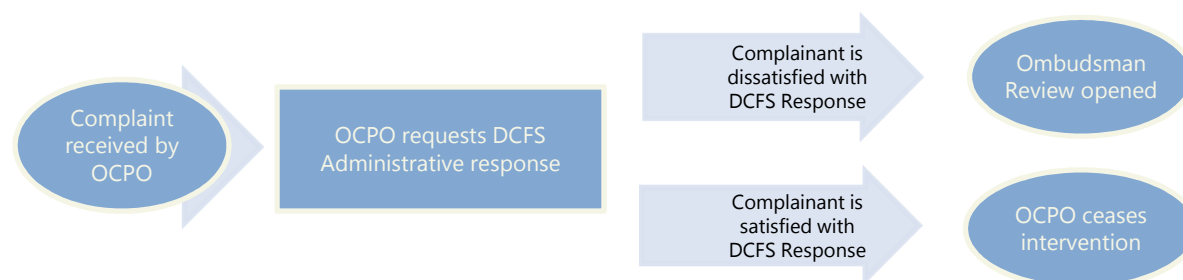 Complaint
received by
OCPO
OCPO requests DCFS
Administrative response
Complainant is
dissatisfied with
DCFS Response
Ombudsman
Review opened
Complainant is
satisfied with
DCFS Response
OCPO ceases
intervention